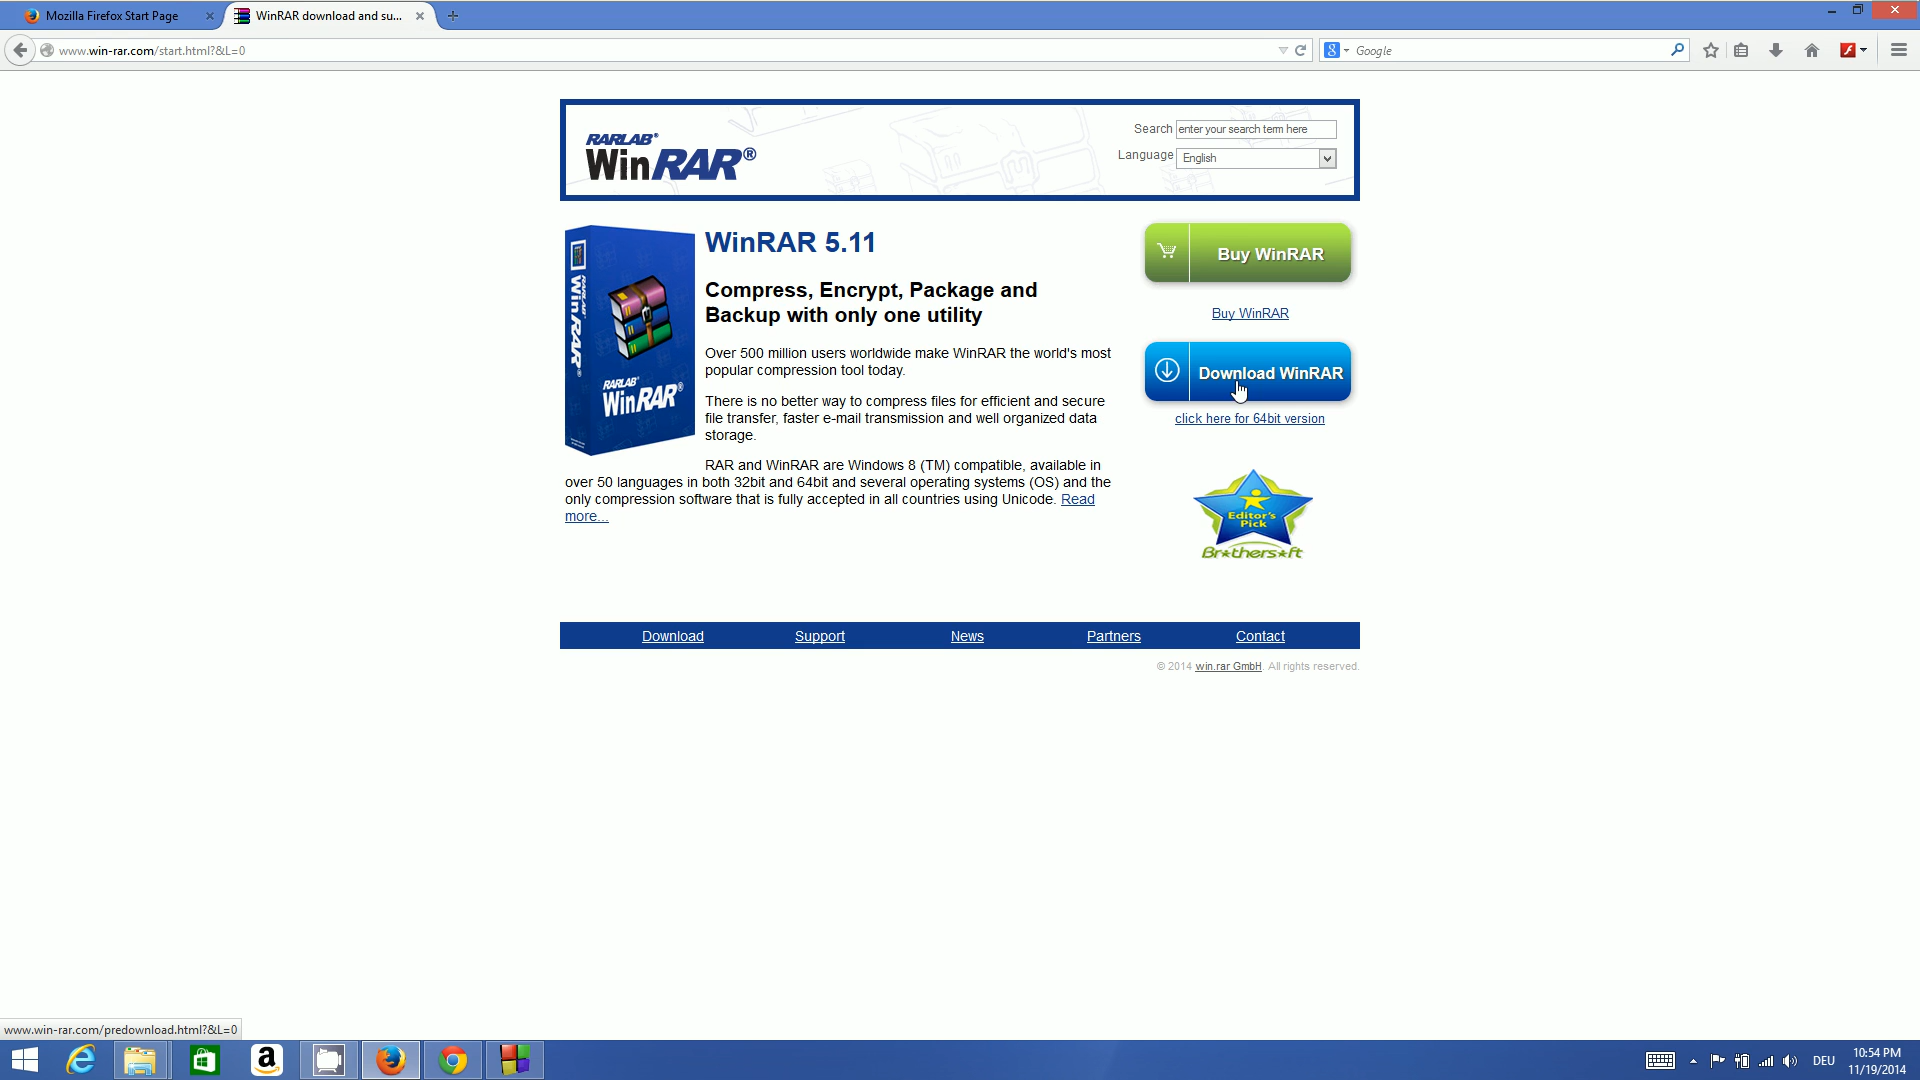 Mozilla Firefox Start Page
WinRAR download and su...
www.win-rar.com/start.html?&L=0
Google
RARLAB®
WinRAR®
Search enter your search term here
Language English
RARLAB® WinRAR®
RARLAB®
WinRAR®
WinRAR 5.11
Compress, Encrypt, Package and
Backup with only one utility
Over 500 million users worldwide make WinRAR the world's most
popular compression tool today.
There is no better way to compress files for efficient and secure
file transfer, faster e-mail transmission and well organized data
storage.
RAR and WinRAR are Windows 8 (TM) compatible, available in
over 50 languages in both 32bit and 64bit and several operating systems (OS) and the
only compression software that is fully accepted in all countries using Unicode. Read
more...
Buy WinRAR
Buy WinRAR
Download WinRAR
click here for 64bit version
Editor's
Pick
Br★thers★ft
Download Support News Partners Contact
© 2014 win.rar GmbH. All rights reserved.
www.win-rar.com/predownload.html?&L=0
DEU
10:54 PM
11/19/2014